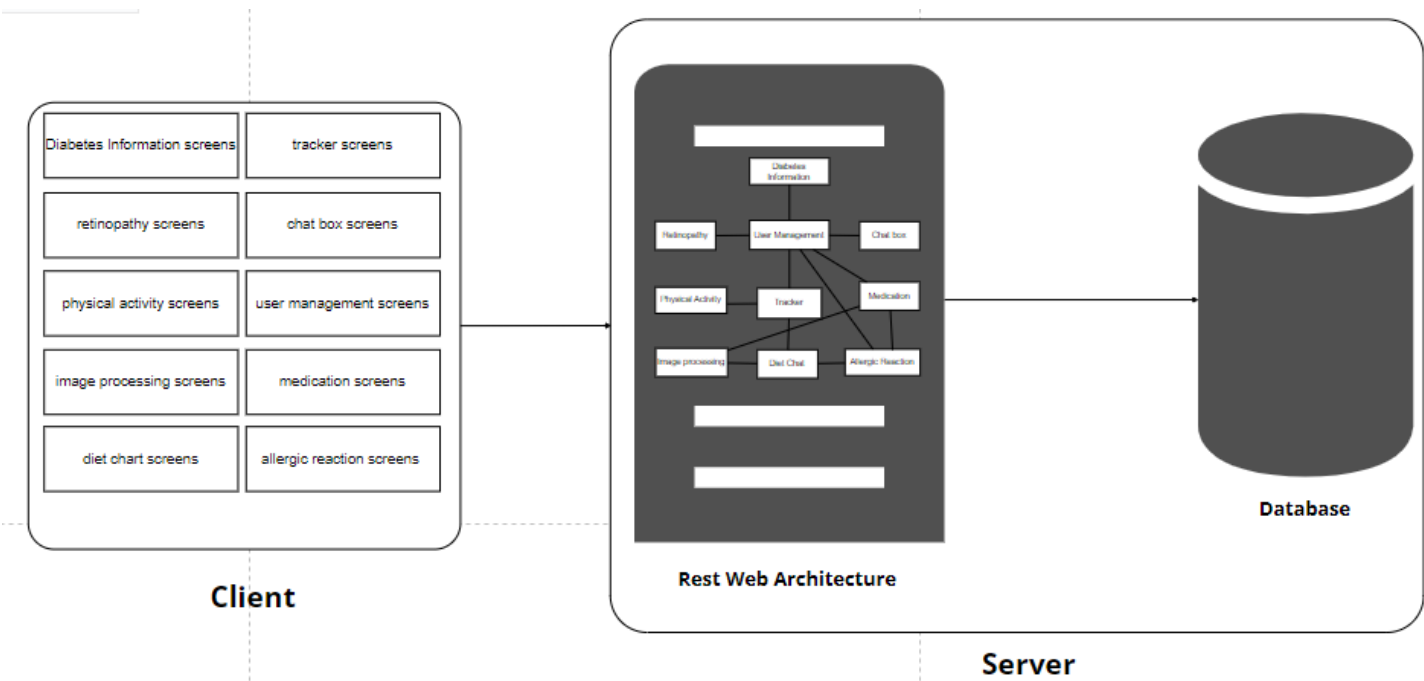 Diabetes Information screens
tracker screens
retinopathy screens
chat box screens
physical activity screens
user management screens
image processing screens
medication screens
diet chart screens
allergic reaction screens
Client
Diabetes
Information
Retinopathy
User Management
Chat box
Physical Activity
Tracker
Medication
Image processing
Diet Chat
Allergic Reaction
Rest Web Architecture
Database
Server